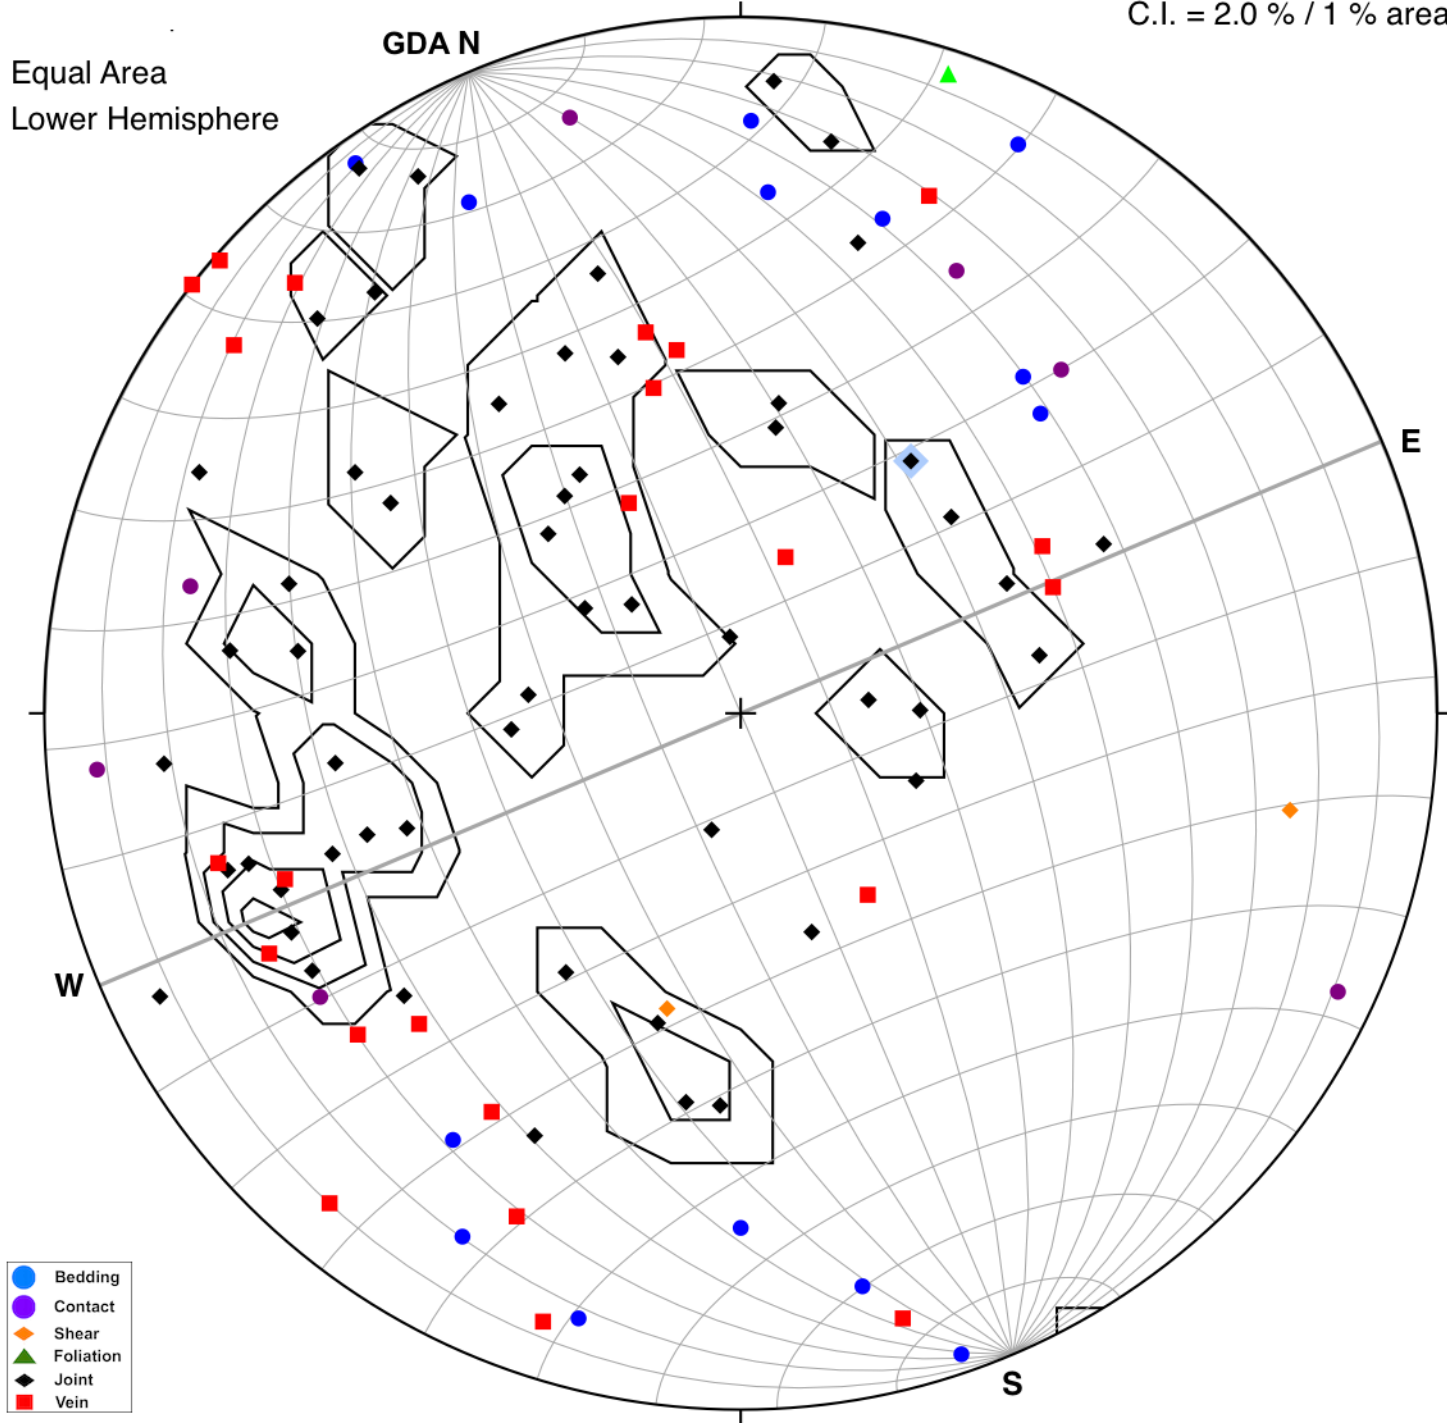 C.I. = 2.0 % / 1 % area
GDA N
Equal Area
Lower Hemisphere
E
W
S
Bedding
Contact
Shear
Foliation
Joint
Vein